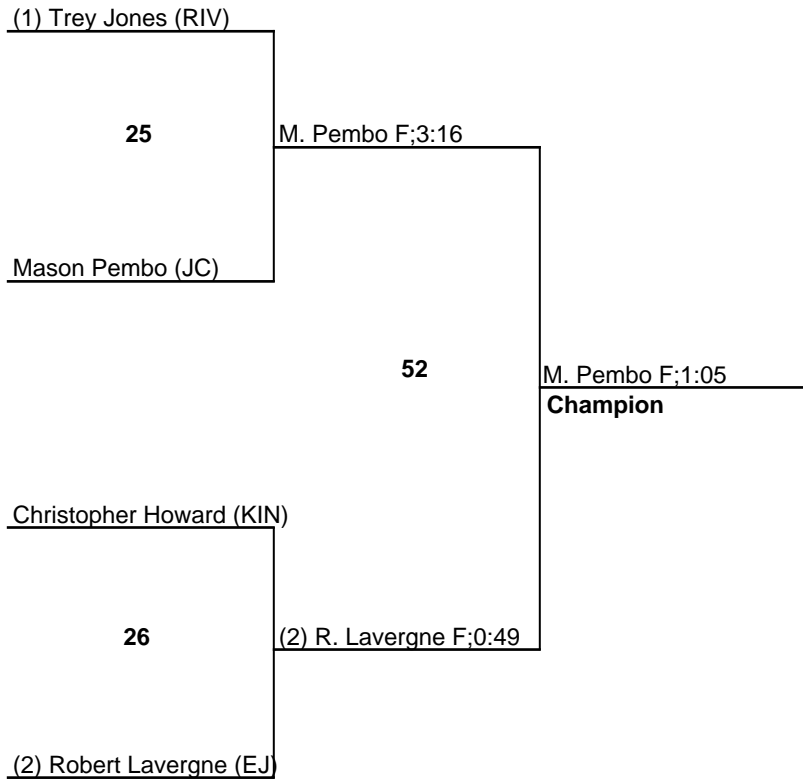 (1) Trey Jones (RIV)
25
M. Pembo F;3:16
Mason Pembo (JC)
52
M. Pembo F;1:05
Champion
Christopher Howard (KIN)
26
(2) R. Lavergne F;0:49
(2) Robert Lavergne (EJ)